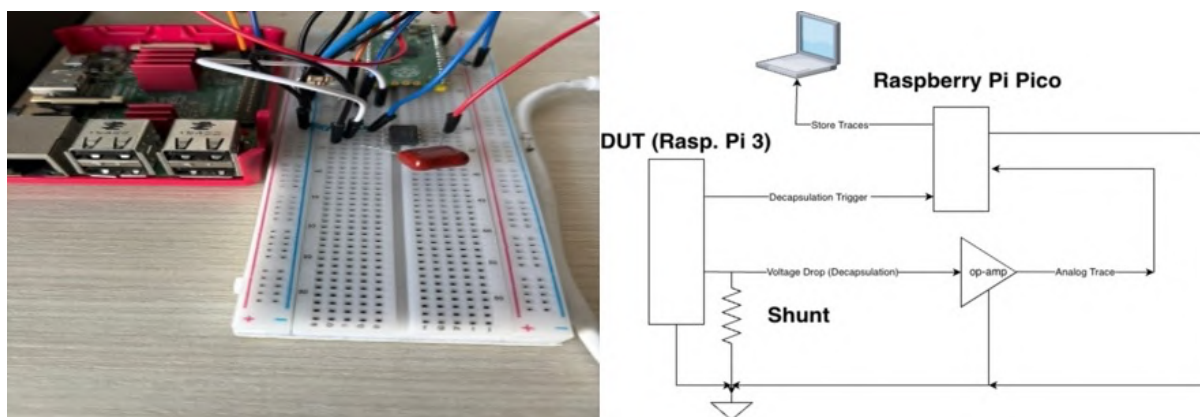 Raspberry Pi Pico
Store Traces
DUT (Rasp. Pi 3)
Decapsulation Trigger
Voltage Drop (Decapsulation)
op-amp
Analog Trace
Shunt